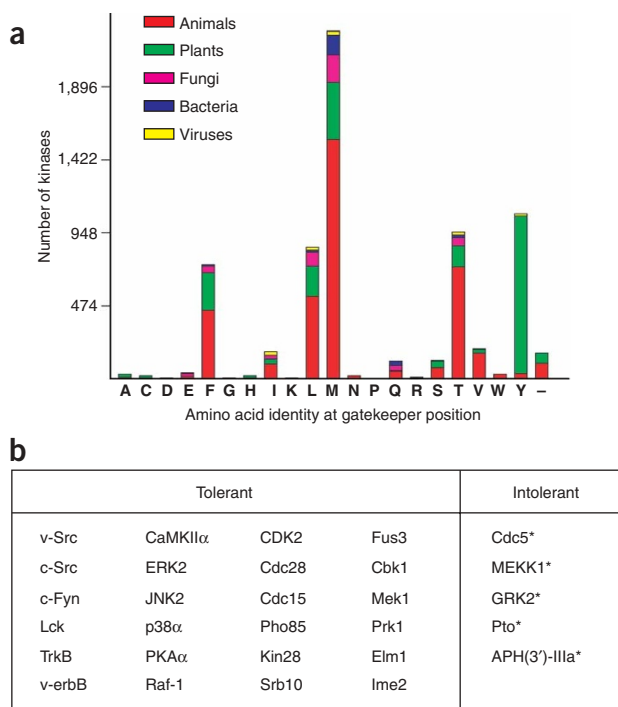 a
Animals
Plants
Fungi
Bacteria
Viruses
Number of kinases
1,896
1,422
948
474
A C D E F G H I K L M N P Q R S T V W Y –
Amino acid identity at gatekeeper position
b
Tolerant Intolerant
v-Src CaMKIIα CDK2 Fus3 Cdc5*
c-Src ERK2 Cdc28 Cbk1 MEKK1*
c-Fyn JNK2 Cdc15 Mek1 GRK2*
Lck p38α Pho85 Prk1 Pto*
TrkB PKAα Kin28 Elm1 APH(3′)-IIIa*
v-erbB Raf-1 Srb10 Ime2